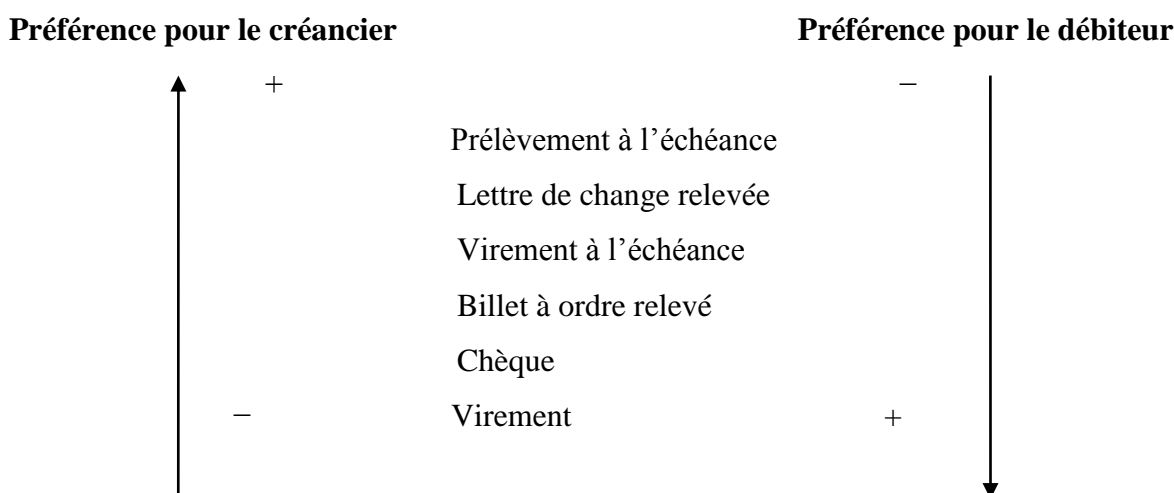 Préférence pour le créancier Préférence pour le débiteur
+ −
Prélèvement à l’échéance
Lettre de change relevée
Virement à l’échéance
Billet à ordre relevé
Chèque
− Virement +